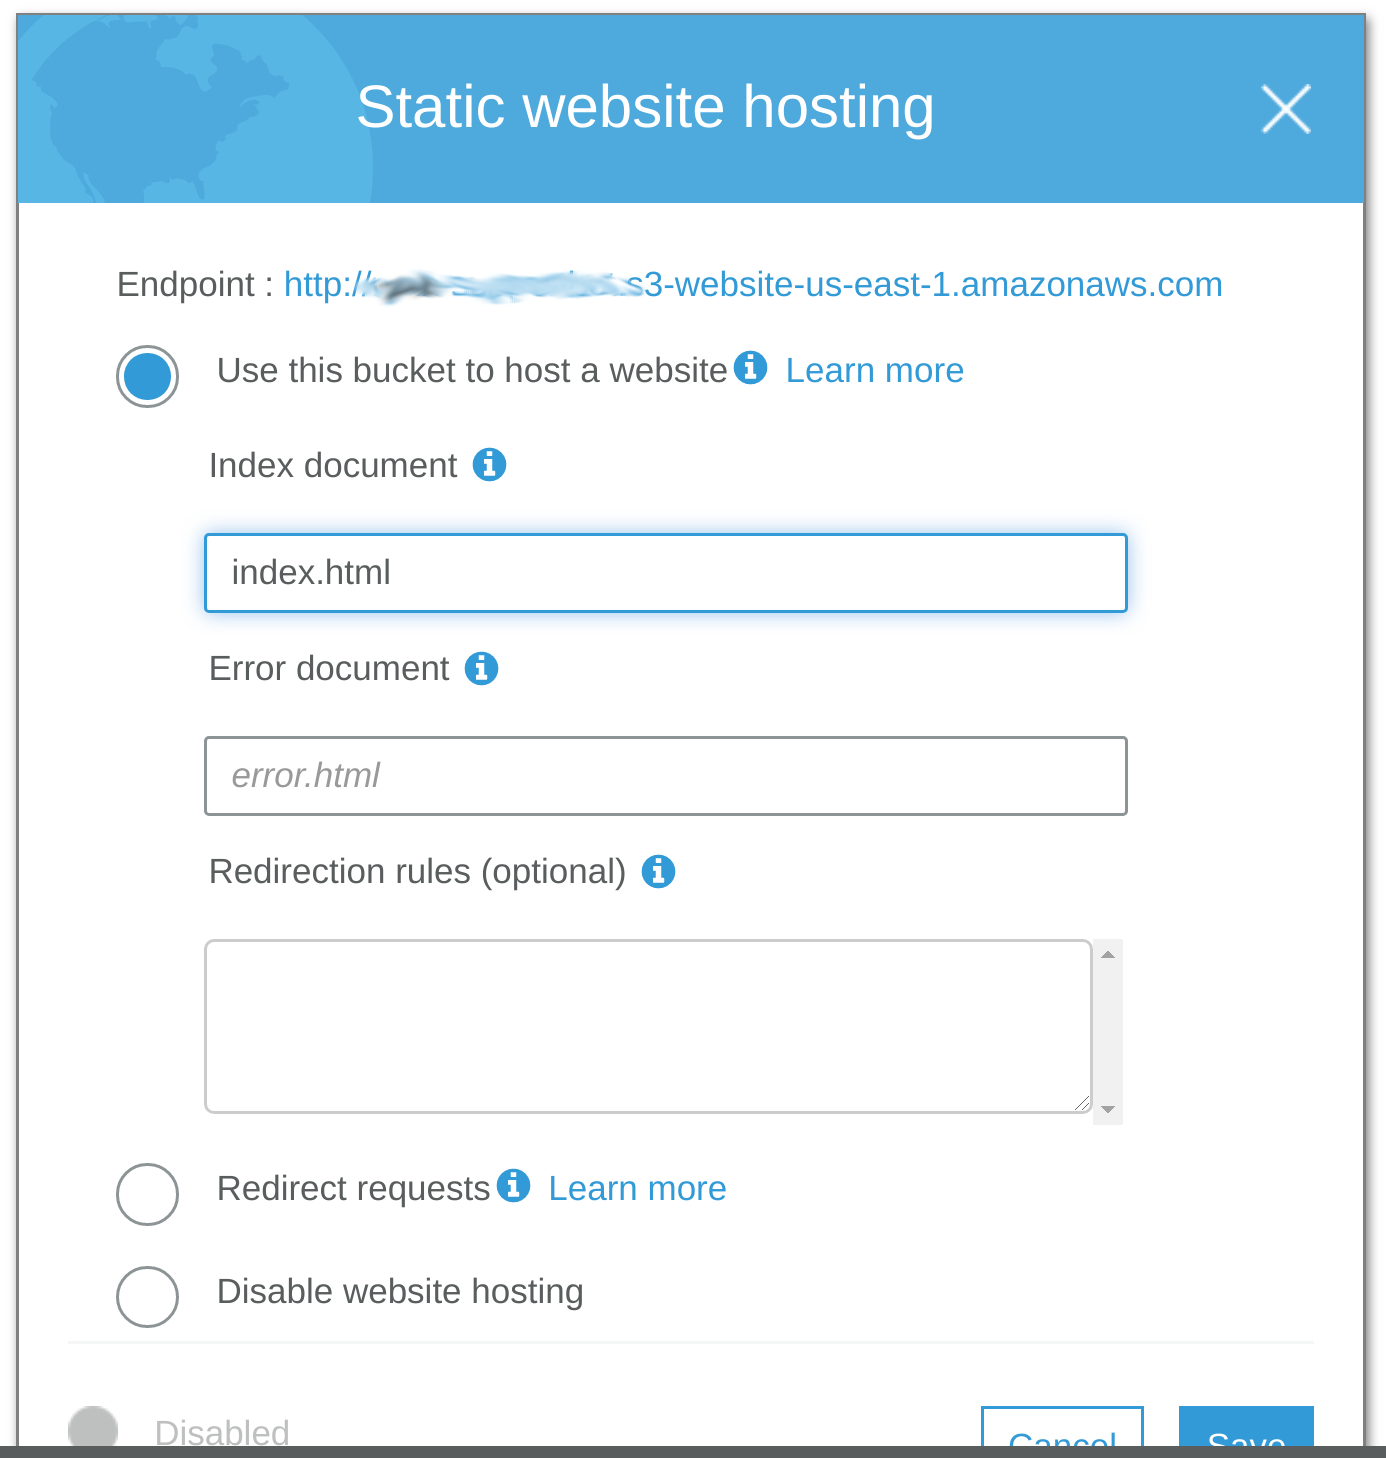 Static website hosting
Endpoint : http:// s3-website-us-east-1.amazonaws.com
Use this bucket to host a website Learn more
Index document
index.html
Error document
error.html
Redirection rules (optional)
Redirect requests Learn more
Disable website hosting
Disabled Cancel Save